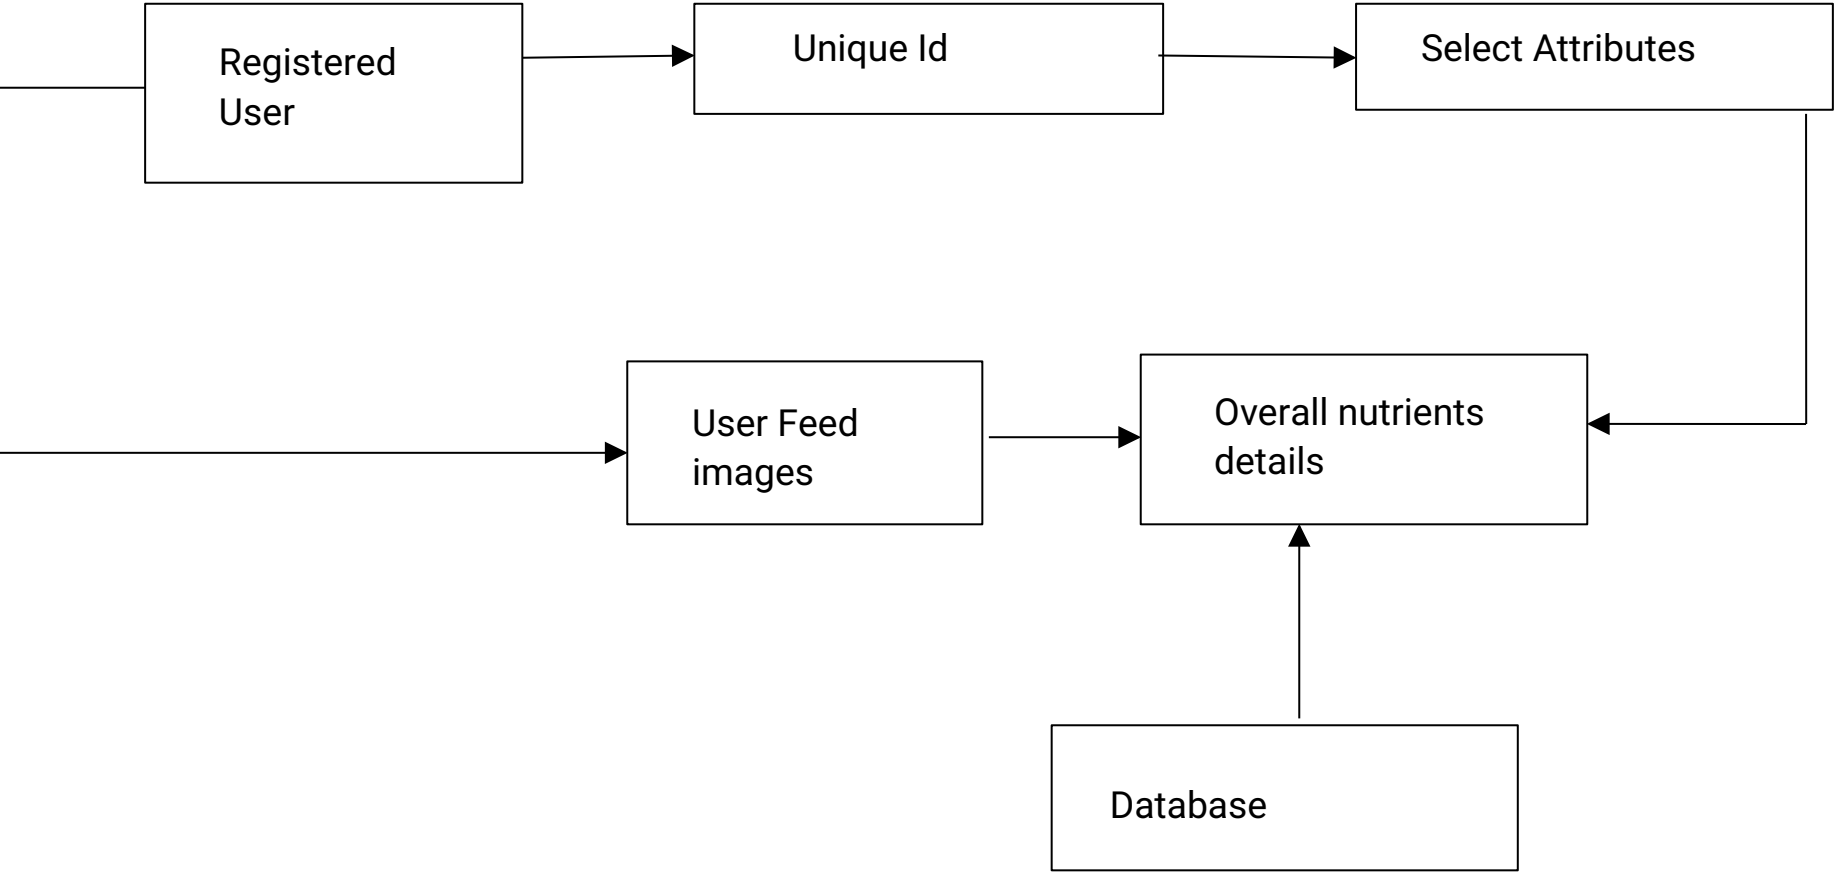 Registered
User
Unique Id
Select Attributes
User Feed
images
Overall nutrients
details
Database